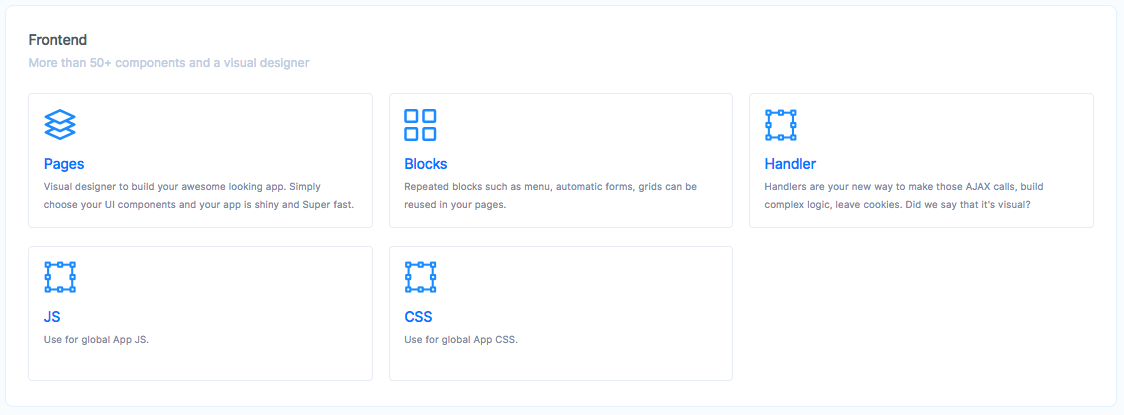 Frontend
More than 50+ components and a visual designer
Pages
Visual designer to build your awesome looking app. Simply
choose your UI components and your app is shiny and Super fast.
Blocks
Repeated blocks such as menu, automatic forms, grids can be
reused in your pages.
Handler
Handlers are your new way to make those AJAX calls, build
complex logic, leave cookies. Did we say that it's visual?
JS
Use for global App JS.
CSS
Use for global App CSS.